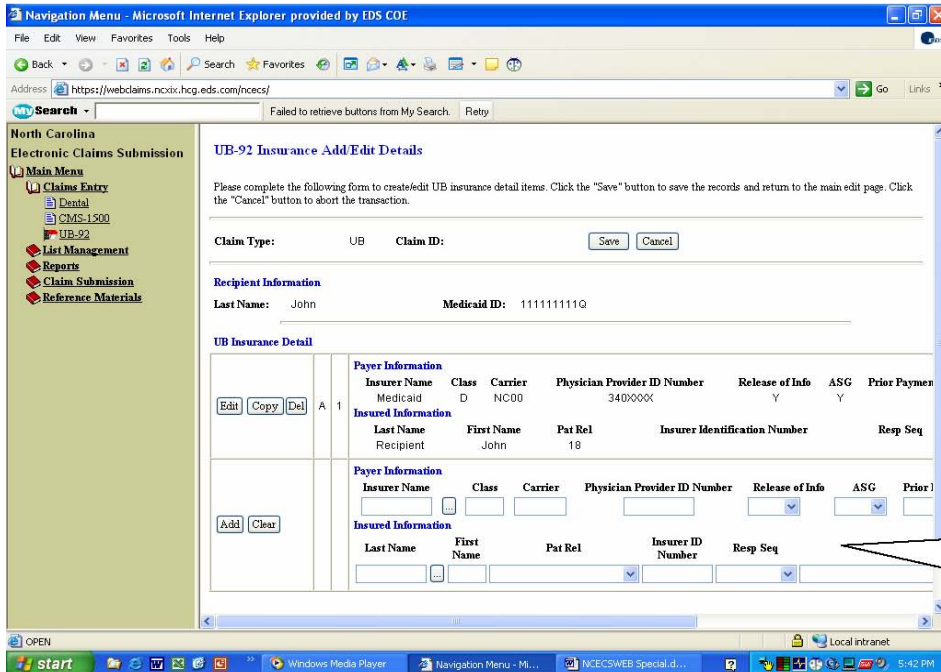 Navigation Menu - Microsoft Internet Explorer provided by EDS COE
File Edit View Favorites Tools Help
Back Search Favorites
Address https://webclaims.ncxix.hcg.eds.com/ncecs/ Go Links
My Search Failed to retrieve buttons from My Search. Retry
North Carolina
Electronic Claims Submission
Main Menu
Claims Entry
Dental
CMS-1500
UB-92
List Management
Reports
Claim Submission
Reference Materials
UB-92 Insurance Add/Edit Details
Please complete the following form to create/edit UB insurance detail items. Click the "Save" button to save the records and return to the main edit page. Click
the "Cancel" button to abort the transaction.
Claim Type: UB Claim ID: Save Cancel
Recipient Information
Last Name: John Medicaid ID: 111111111Q
UB Insurance Detail
Payer Information
Insurer Name Class Carrier Physician Provider ID Number Release of Info ASG Prior Paymen
Edit Copy Del A 1 Medicaid D NC00 340XXXX Y Y
Insured Information
Last Name First Name Pat Rel Insurer Identification Number Resp Seq
Recipient John 18
Payer Information
Insurer Name Class Carrier Physician Provider ID Number Release of Info ASG Prior
...
Add Clear
Insured Information
Last Name First Name Pat Rel Insurer ID Number Resp Seq
...
OPEN Local intranet
start Windows Media Player Navigation Menu - Mi... NCECSWEB Special.d... 5:42 PM